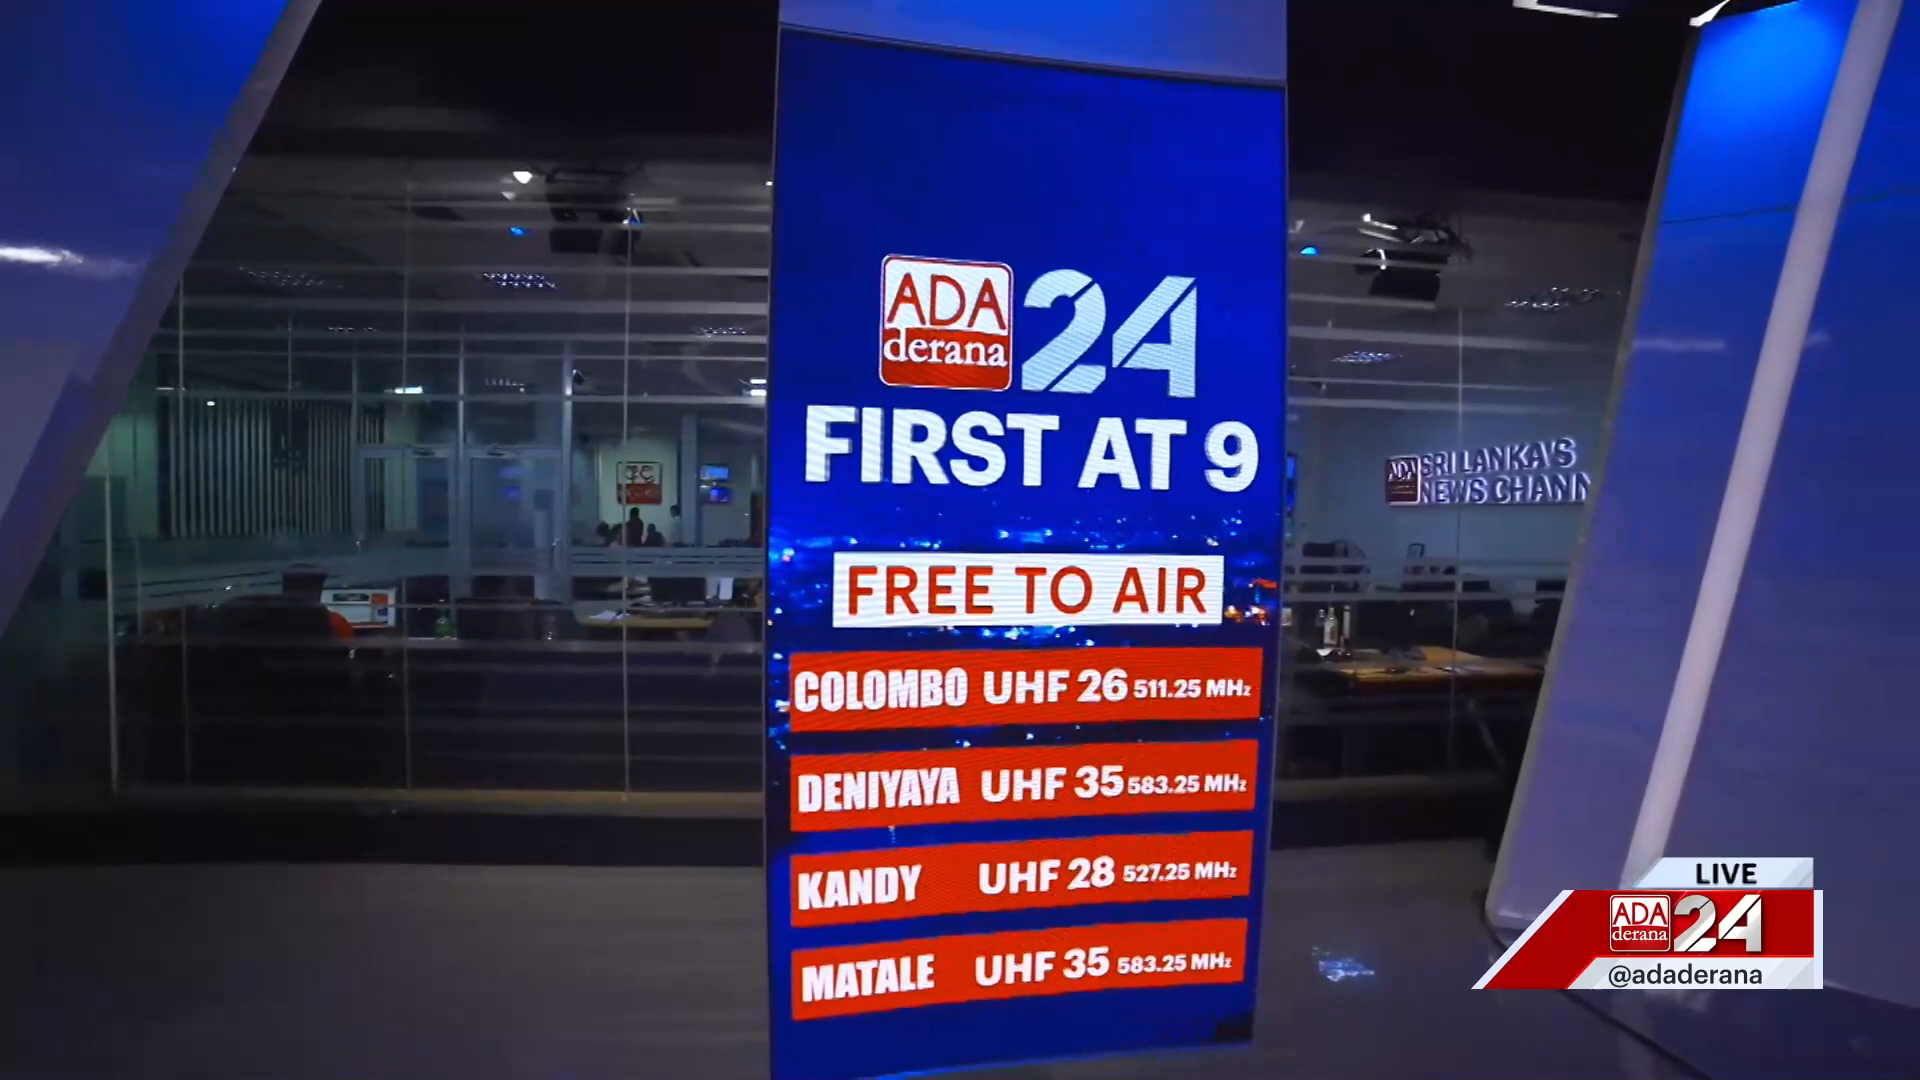 ADA
derana
24
FIRST AT 9
FREE TO AIR
COLOMBO UHF 26 511.25 MHz
DENIYAYA UHF 35 583.25 MHz
KANDY UHF 28 527.25 MHz
MATALE UHF 35 583.25 MHz
ADA
SRI LANKA'S
NEWS
LIVE
ADA
derana
24
@adaderana